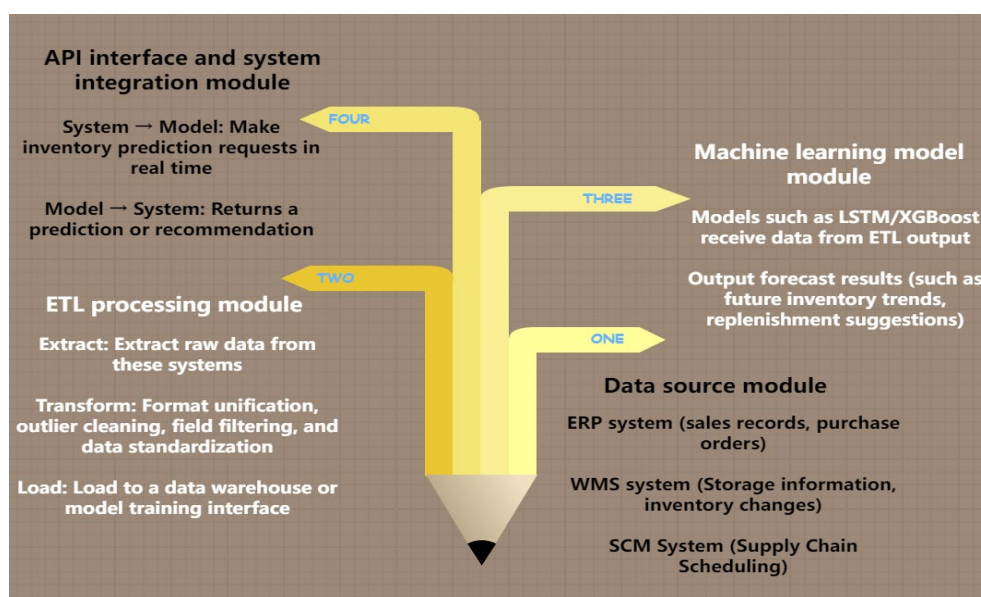 API interface and system
integration module
FOUR
System → Model: Make
inventory prediction requests in
real time
Model → System: Returns a
prediction or recommendation
THREE
Machine learning model
module
Models such as LSTM/XGBoost
receive data from ETL output
Output forecast results (such as
future inventory trends,
replenishment suggestions)
TWO
ETL processing module
Extract: Extract raw data from
these systems
Transform: Format unification,
outlier cleaning, field filtering, and
data standardization
Load: Load to a data warehouse or
model training interface
ONE
Data source module
ERP system (sales records, purchase
orders)
WMS system (Storage information,
inventory changes)
SCM System (Supply Chain
Scheduling)